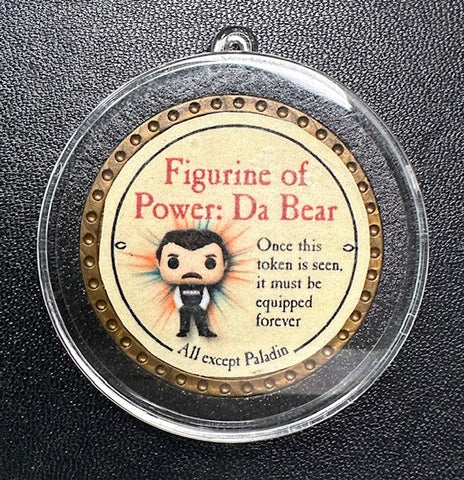 Figurine of
Power: Da Bear
Once this
token is seen,
it must be
equipped
forever
All except Paladin